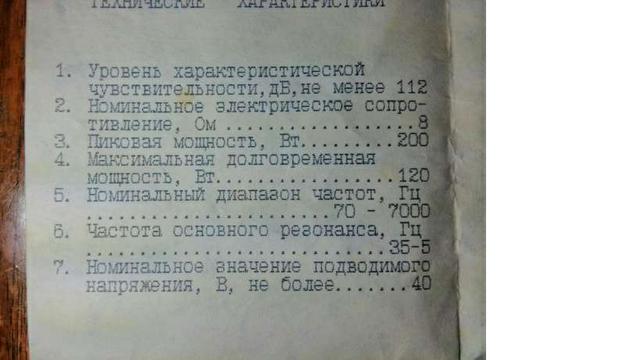 ТЕХНИЧЕСКИЕ ХАРАКТЕРИСТИКИ
1. Уровень характеристической
чувствительности,дБ,не менее 112
2. Номинальное электрическое сопро-
тивление, Ом ..................8
3. Пиковая мощность, Вт.........200
4. Максимальная долговременная
мощность, Вт.................120
5. Номинальный диапазон частот, Гц
.......................70 - 7000
6. Частота основного резонанса, Гц
............................35-5
7. Номинальное значение подводимого
напряжения, В, не более.......40